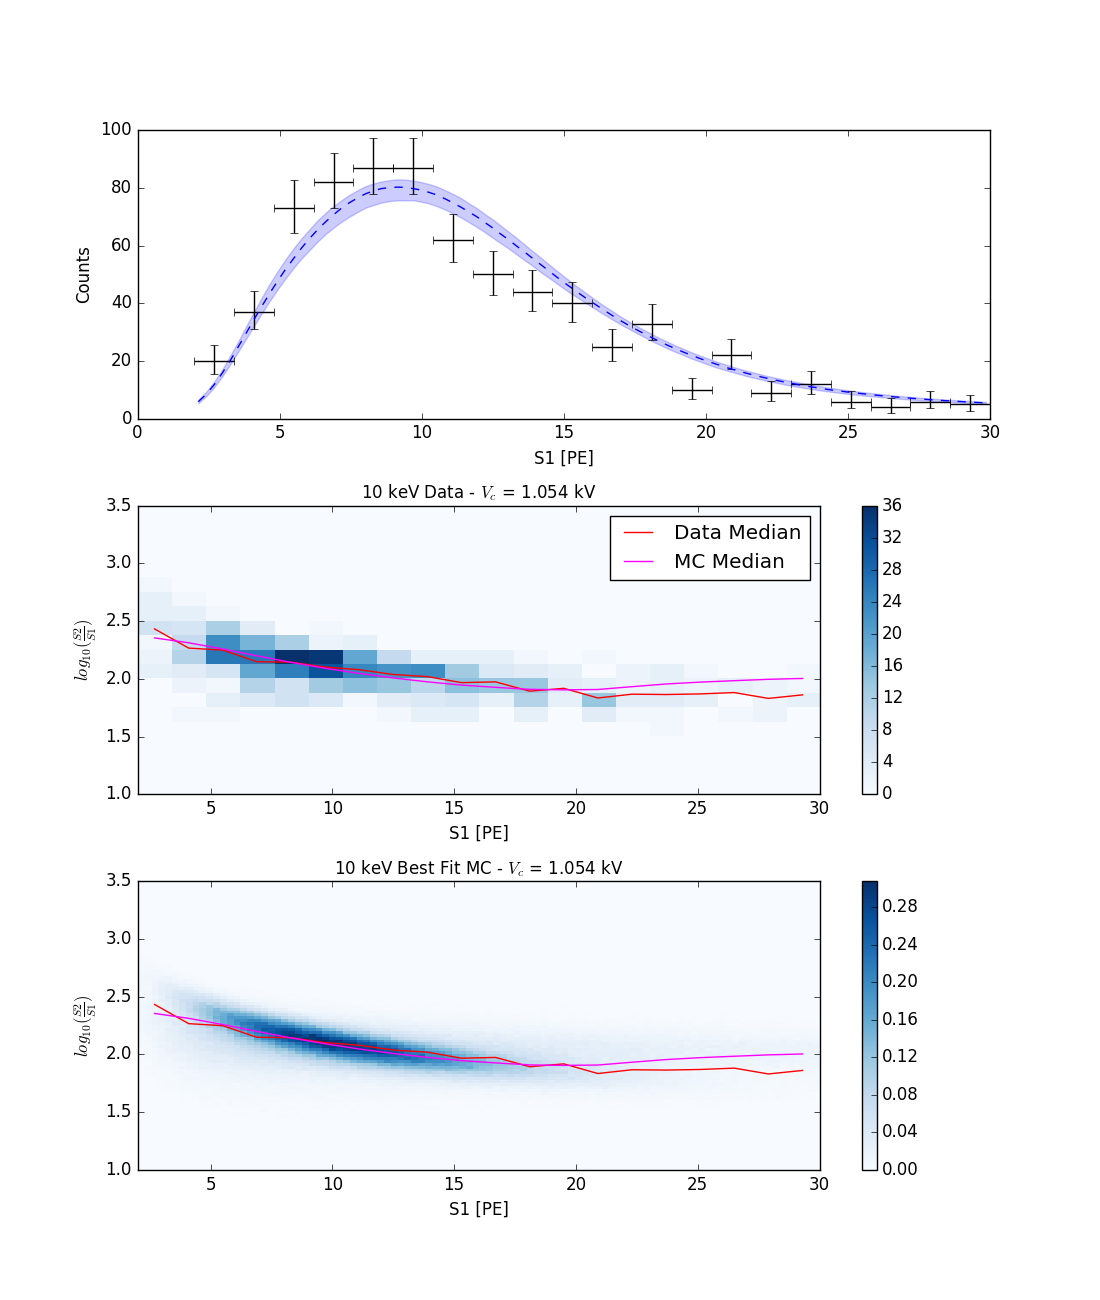 100
80
60
40
20
0
Counts
0 5 10 15 20 25 30
S1 [PE]
10 keV Data - V_c = 1.054 kV
3.5
3.0
2.5
2.0
1.5
1.0
log_10(S2/S1)
Data Median
MC Median
36
32
28
24
20
16
12
8
4
0
5 10 15 20 25 30
S1 [PE]
10 keV Best Fit MC - V_c = 1.054 kV
3.5
3.0
2.5
2.0
1.5
1.0
log_10(S2/S1)
0.28
0.24
0.20
0.16
0.12
0.08
0.04
0.00
5 10 15 20 25 30
S1 [PE]